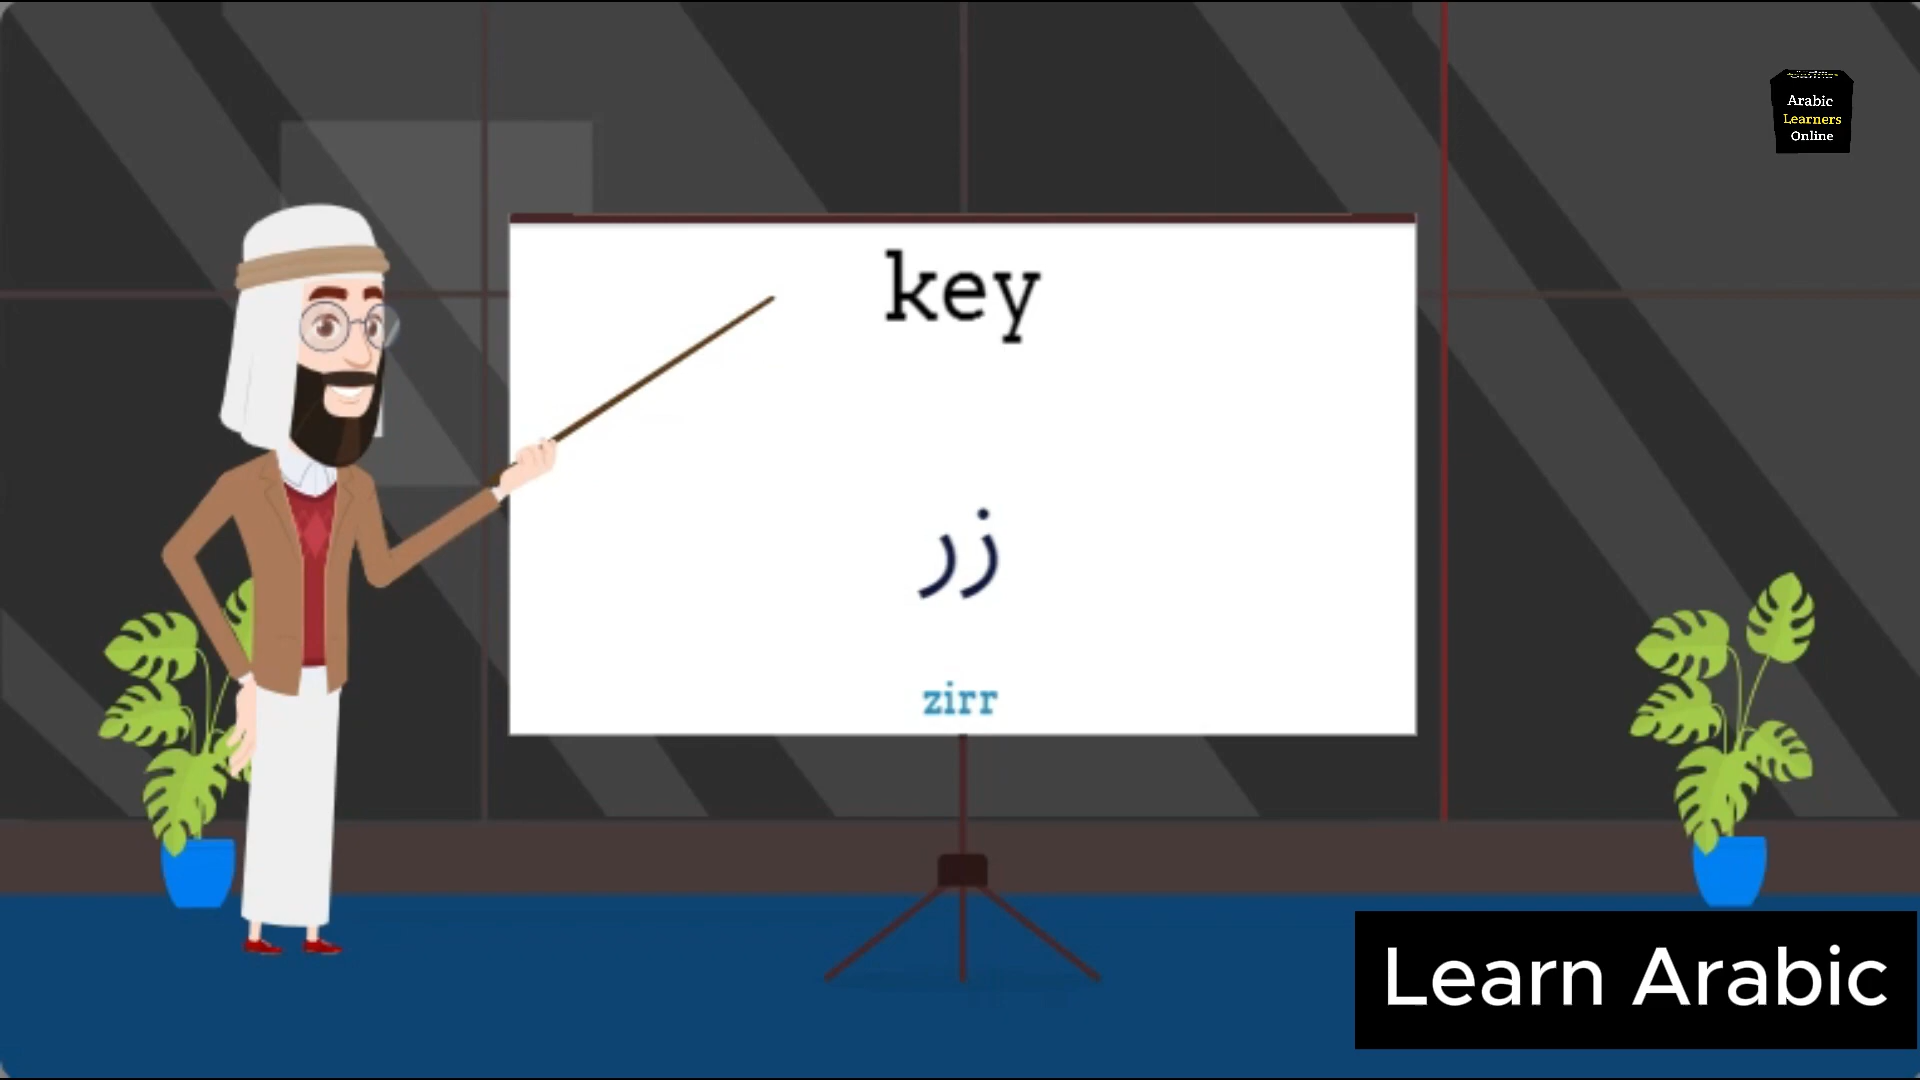 Arabic
Learners
Online
key
زر
zirr
Learn Arabic